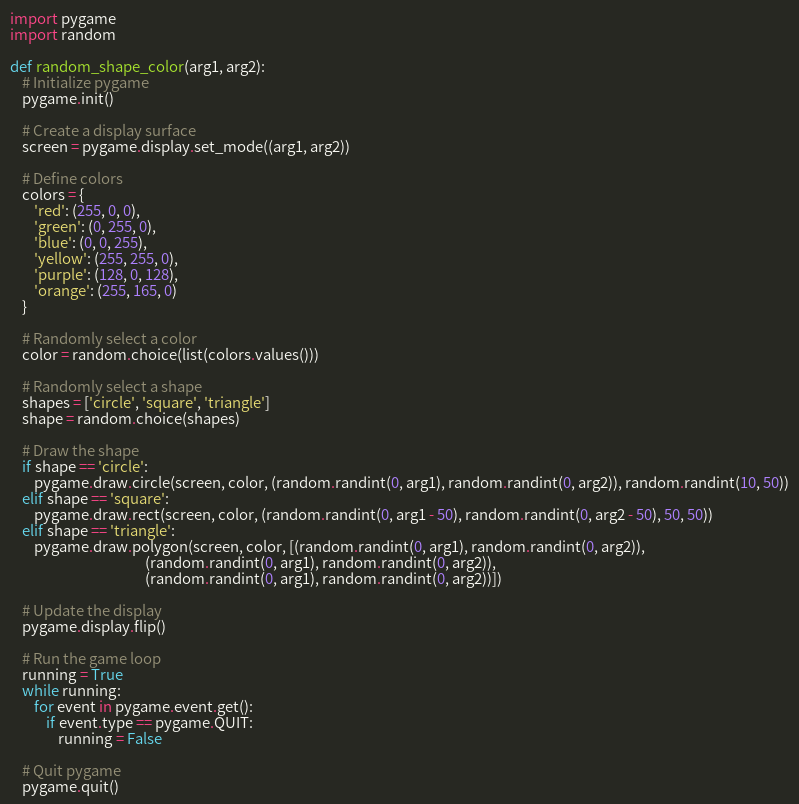 import pygame
import random

def random_shape_color(arg1, arg2):
    # Initialize pygame
    pygame.init()

    # Create a display surface
    screen = pygame.display.set_mode((arg1, arg2))

    # Define colors
    colors = {
        'red': (255, 0, 0),
        'green': (0, 255, 0),
        'blue': (0, 0, 255),
        'yellow': (255, 255, 0),
        'purple': (128, 0, 128),
        'orange': (255, 165, 0)
    }

    # Randomly select a color
    color = random.choice(list(colors.values()))

    # Randomly select a shape
    shapes = ['circle', 'square', 'triangle']
    shape = random.choice(shapes)

    # Draw the shape
    if shape == 'circle':
        pygame.draw.circle(screen, color, (random.randint(0, arg1), random.randint(0, arg2)), random.randint(10, 50))
    elif shape == 'square':
        pygame.draw.rect(screen, color, (random.randint(0, arg1 - 50), random.randint(0, arg2 - 50), 50, 50))
    elif shape == 'triangle':
        pygame.draw.polygon(screen, color, [(random.randint(0, arg1), random.randint(0, arg2)),
                                            (random.randint(0, arg1), random.randint(0, arg2)),
                                            (random.randint(0, arg1), random.randint(0, arg2))])

    # Update the display
    pygame.display.flip()

    # Run the game loop
    running = True
    while running:
        for event in pygame.event.get():
            if event.type == pygame.QUIT:
                running = False

    # Quit pygame
    pygame.quit()